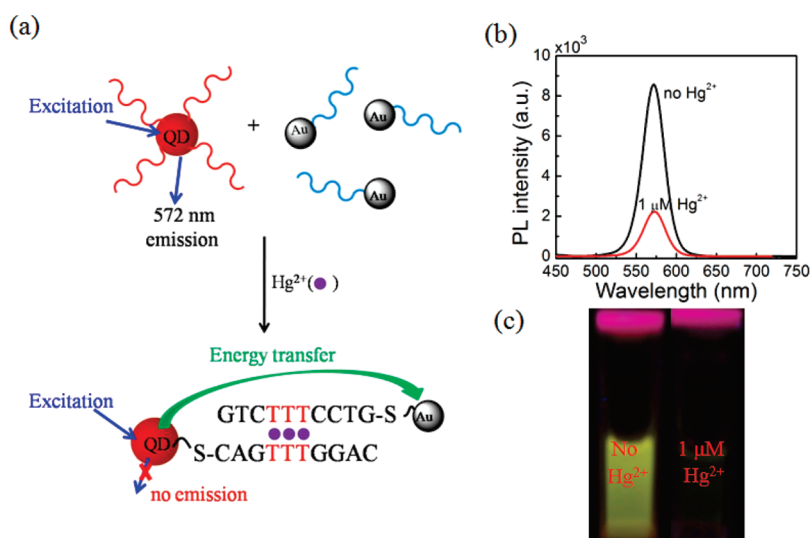 (a)
Excitation
QD
+
Au
Au
Au
572 nm
emission
Hg²⁺(● )
Energy transfer
Excitation
GTCTTTCCTG-S
Au
QD
S-CAGTTTGGAC
no emission
(b)
×10³
10
8
6
4
2
0
PL intensity (a.u.)
no Hg²⁺
1 μM Hg²⁺
450 500 550 600 650 700 750
Wavelength (nm)
(c)
No
Hg²⁺
1 μM
Hg²⁺